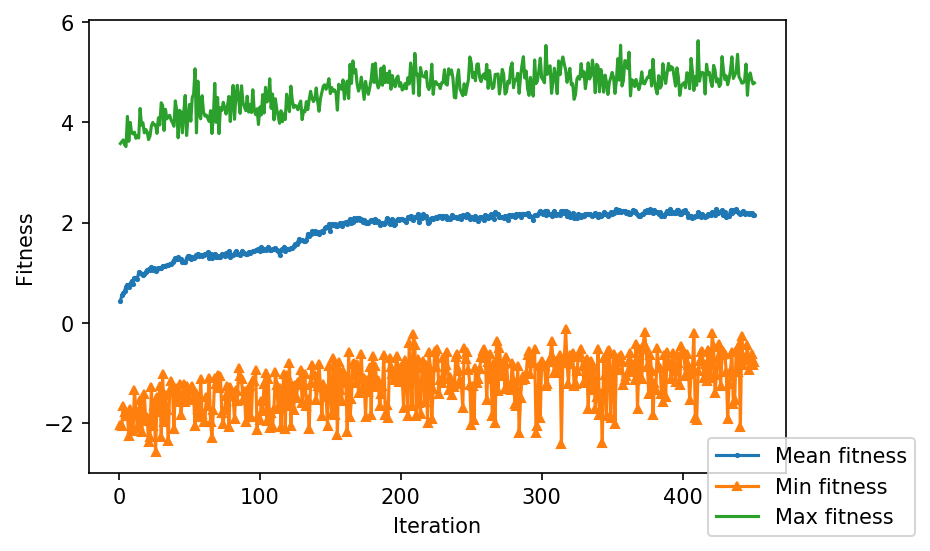 6
4
2
0
−2
Fitness
0
100
200
300
400
Iteration
Mean fitness
Min fitness
Max fitness